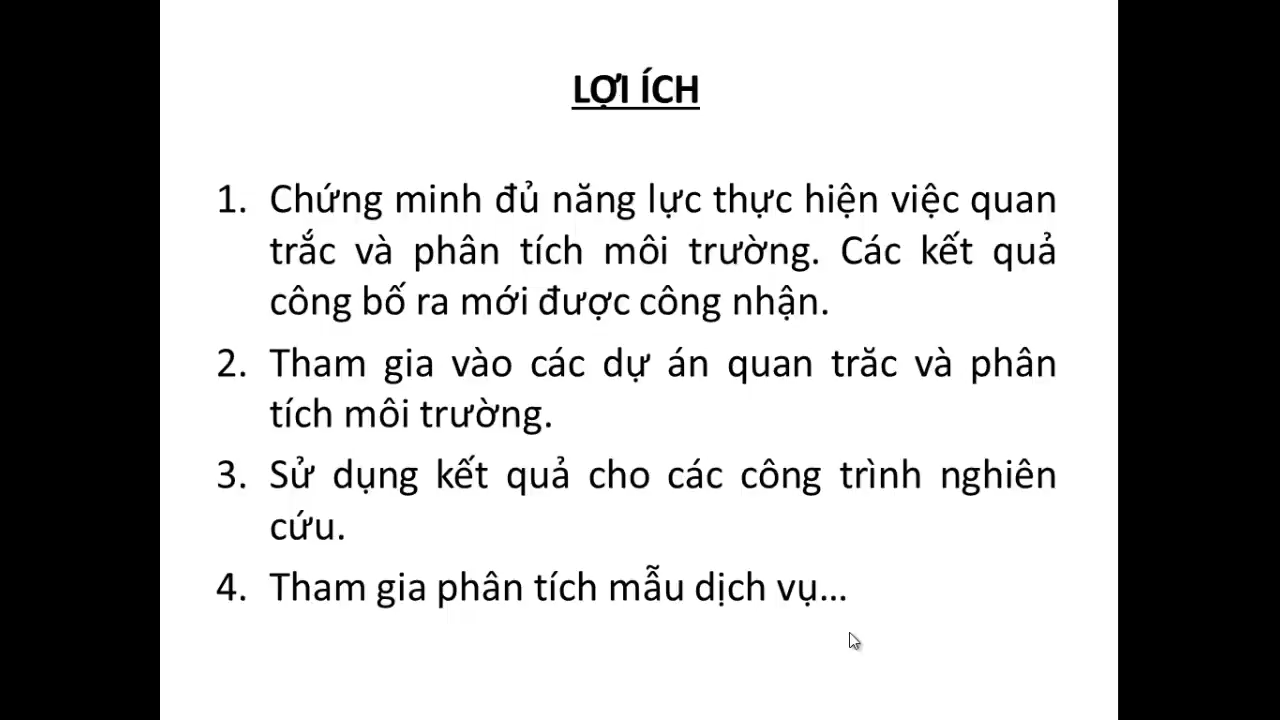 LỢI ÍCH
1. Chứng minh đủ năng lực thực hiện việc quan
trắc và phân tích môi trường. Các kết quả
công bố ra mới được công nhận.
2. Tham gia vào các dự án quan trăc và phân
tích môi trường.
3. Sử dụng kết quả cho các công trình nghiên
cứu.
4. Tham gia phân tích mẫu dịch vụ...